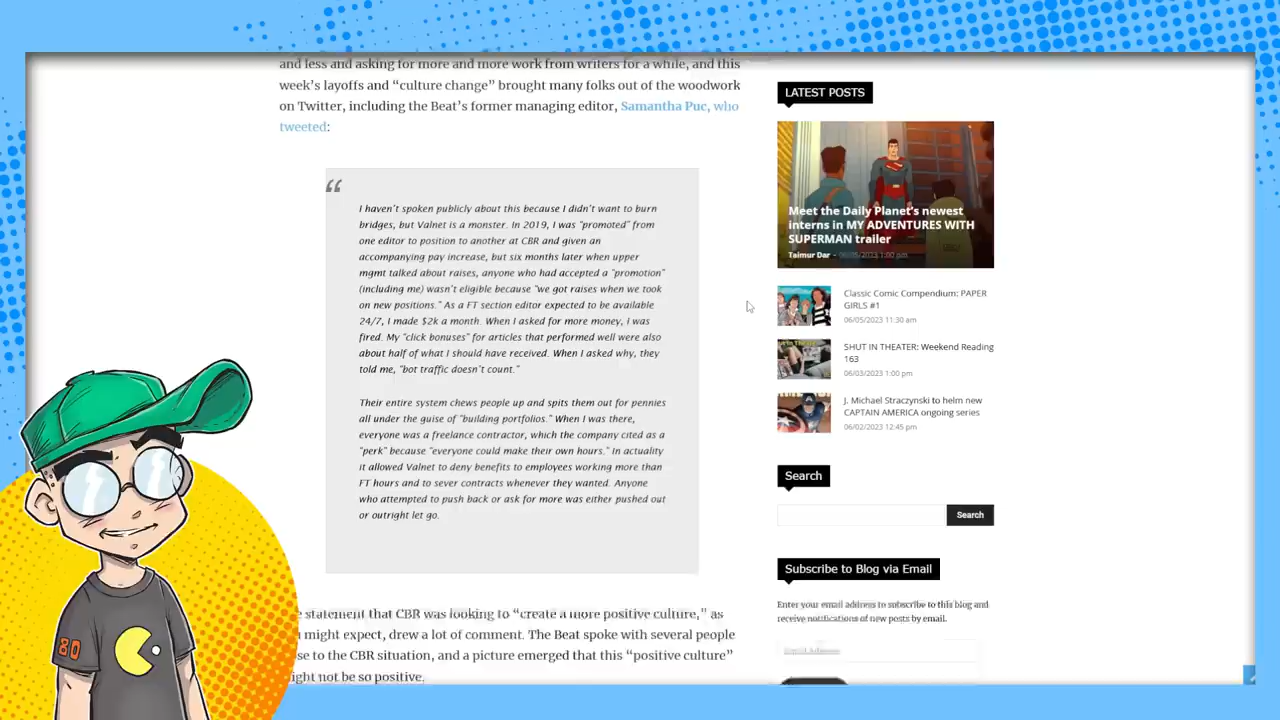 and less and asking for more and more work from writers for a while, and this
week's layoffs and “culture change” brought many folks out of the woodwork
on Twitter, including the Beat's former managing editor, Samantha Puc, who
tweeted:
“
I haven't spoken publicly about this because I didn't want to burn
bridges, but Valnet is a monster. In 2019, I was “promoted” from
one editor to position to another at CBR and given an
accompanying pay increase, but six months later when upper
mgmt talked about raises, anyone who had accepted a “promotion”
(including me) wasn't eligible because “we got raises when we took
on new positions.” As a FT section editor expected to be available
24/7, I made $2k a month. When I asked for more money, I was
fired. My “click bonuses” for articles that performed well were also
about half of what I should have received. When I asked why, they
told me, “bot traffic doesn't count.”
Their entire system chews people up and spits them out for pennies
all under the guise of “building portfolios.” When I was there,
everyone was a freelance contractor, which the company cited as a
“perk” because “everyone could make their own hours.” In actuality
it allowed Valnet to deny benefits to employees working more than
FT hours and to sever contracts whenever they wanted. Anyone
who attempted to push back or ask for more was either pushed out
or outright let go.
statement that CBR was looking to “create a more positive culture,” as
might expect, drew a lot of comment. The Beat spoke with several people
to the CBR situation, and a picture emerged that this “positive culture”
not be so positive.
LATEST POSTS
Meet the Daily Planet's newest
interns in MY ADVENTURES WITH
SUPERMAN trailer
Taimur Dar - 06/05/2023 1:00 pm
Classic Comic Compendium: PAPER
GIRLS #1
06/05/2023 11:30 am
SHUT IN THEATER: Weekend Reading
163
06/03/2023 1:00 pm
J. Michael Straczynski to helm new
CAPTAIN AMERICA ongoing series
06/02/2023 12:45 pm
Search
Search
Subscribe to Blog via Email
Enter your email address to subscribe to this blog and
receive notifications of new posts by email.
80